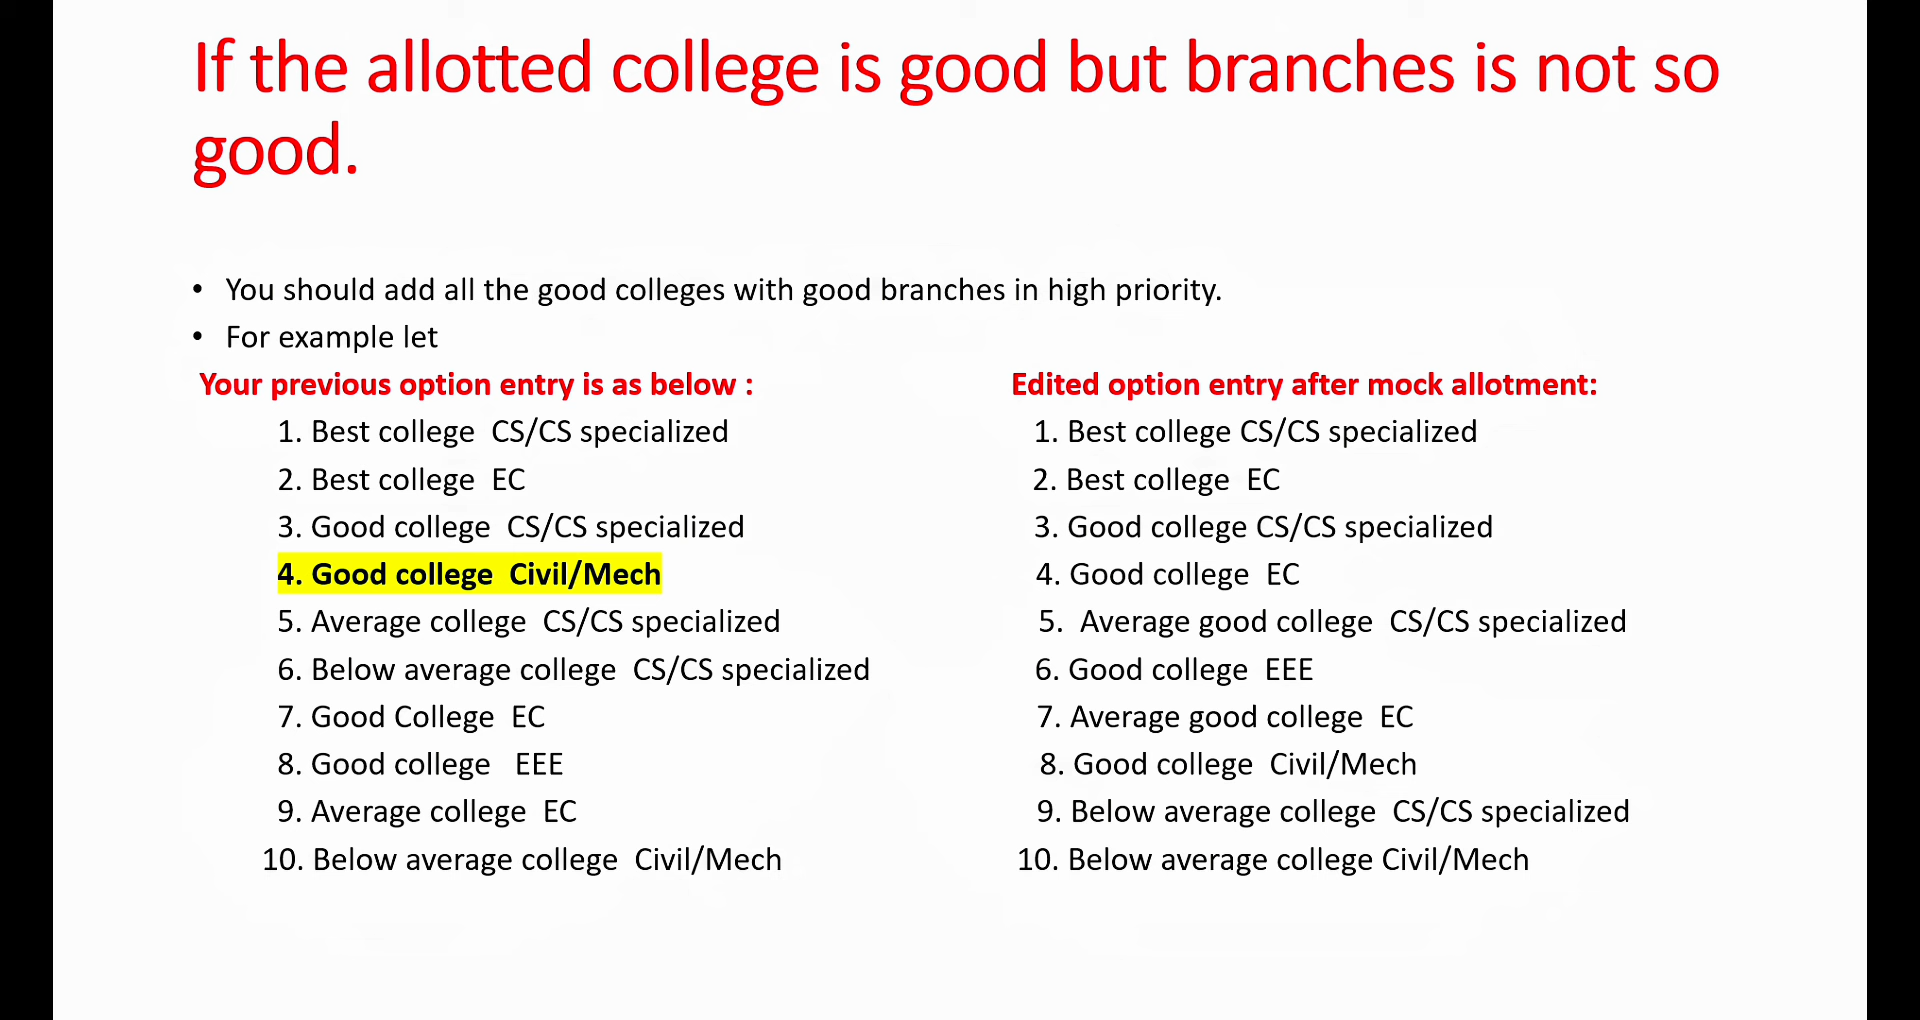 If the allotted college is good but branches is not so
good.
• You should add all the good colleges with good branches in high priority.
• For example let
Your previous option entry is as below :
1. Best college CS/CS specialized
2. Best college EC
3. Good college CS/CS specialized
4. Good college Civil/Mech
5. Average college CS/CS specialized
6. Below average college CS/CS specialized
7. Good College EC
8. Good college EEE
9. Average college EC
10. Below average college Civil/Mech
Edited option entry after mock allotment:
1. Best college CS/CS specialized
2. Best college EC
3. Good college CS/CS specialized
4. Good college EC
5. Average good college CS/CS specialized
6. Good college EEE
7. Average good college EC
8. Good college Civil/Mech
9. Below average college CS/CS specialized
10. Below average college Civil/Mech